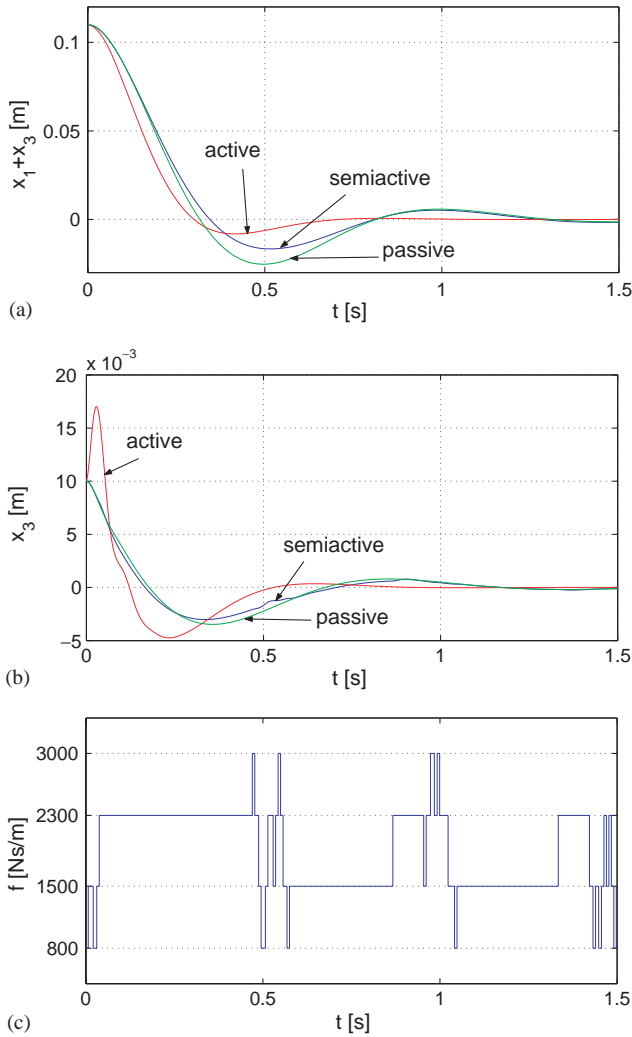 0.1
0.05
0
x1+x3 [m]
active
semiactive
passive
0 0.5 1 1.5
(a)
t [s]
x 10−3
20
15
10
5
0
−5
x3 [m]
active
semiactive
passive
0 0.5 1 1.5
(b)
t [s]
3000
2300
1500
800
f [Ns/m]
0 0.5 1 1.5
(c)
t [s]